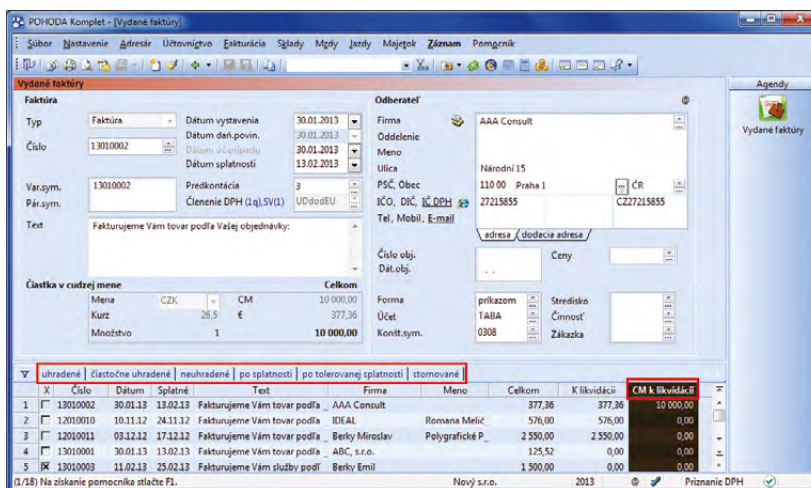 POHODA Komplet - [Vydané faktúry]
Súbor Nastavenie Adresár Účtovníctvo Fakturácia Sklady Mzdy Jazdy Majetok Záznam Pomocník
Vydané faktúry
Agendy
Vydané faktúry
Faktúra
Typ Faktúra
Číslo 13010002
Dátum vystavenia 30.01.2013
Dátum daň.povin. 30.01.2013
Dátum úč.prípadu 30.01.2013
Dátum splatnosti 13.02.2013
Var.sym. 13010002
Pár.sym.
Predkontácia 3
Členenie DPH (1q),SV(1) UDdodEU
Text Fakturujeme Vám tovar podľa Vašej objednávky:
Čiastka v cudzej mene Celkom
Mena CZK CM 10 000,00
Kurz 26,5 € 377,36
Množstvo 1 10 000,00
Odberateľ
Firma AAA Consult
Oddelenie
Meno
Ulica Národní 15
PSČ, Obec 110 00 Praha 1 ... ČR
IČO, DIČ, IČ DPH 27215855 CZ27215855
Tel, Mobil, E-mail
adresa dodacia adresa
Číslo obj. Ceny
Dát.obj. . .
Forma príkazom Stredisko
Účet TABA Činnosť
Konšt.sym. 0308 Zákazka
uhradené čiastočne uhradené neuhradené po splatnosti po tolerovanej splatnosti stornované
X Číslo Dátum Splatné Text Firma Meno Celkom K likvidácii CM k likvidácii
1 13010002 30.01.13 13.02.13 Fakturujeme Vám tovar podľa _ AAA Consult 377,36 377,36 10 000,00
2 12010010 10.11.12 24.11.12 Fakturujeme Vám tovar podľa _ IDEAL Romana Melič_ 576,00 576,00 0,00
3 12010011 03.12.12 17.12.12 Fakturujeme Vám tovar podľa _ Berky Miroslav Polygrafické P_ 2 550,00 2 550,00 0,00
4 13010001 30.01.13 13.02.13 Fakturujeme Vám tovar podľa _ ABC, s.r.o. 125,52 0,00 0,00
5 13010003 11.02.13 25.02.13 Fakturujeme Vám služby podľ Berky Emil 1 500,00 0,00 0,00
(1/18) Na získanie pomocníka stlačte F1. Nový s.r.o. 2013 @ Priznanie DPH